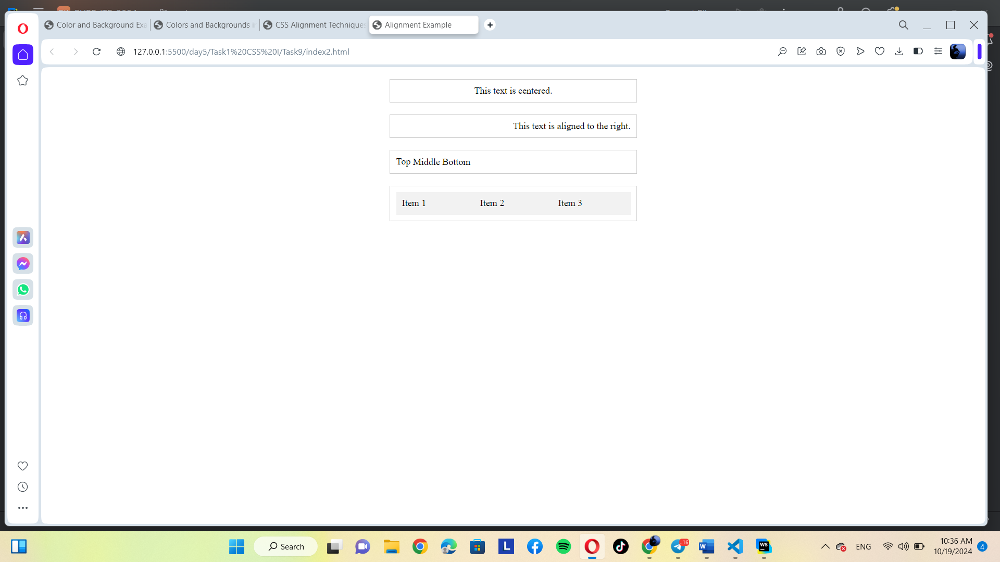 Color and Background Exa
Colors and Backgrounds i
CSS Alignment Technique
Alignment Example
127.0.0.1:5500/day5/Task1%20CSS%20I/Task9/index2.html
This text is centered.
This text is aligned to the right.
Top Middle Bottom
Item 1 Item 2 Item 3
Search
L
W
WS
..16
ENG
10:36 AM
10/19/2024
4